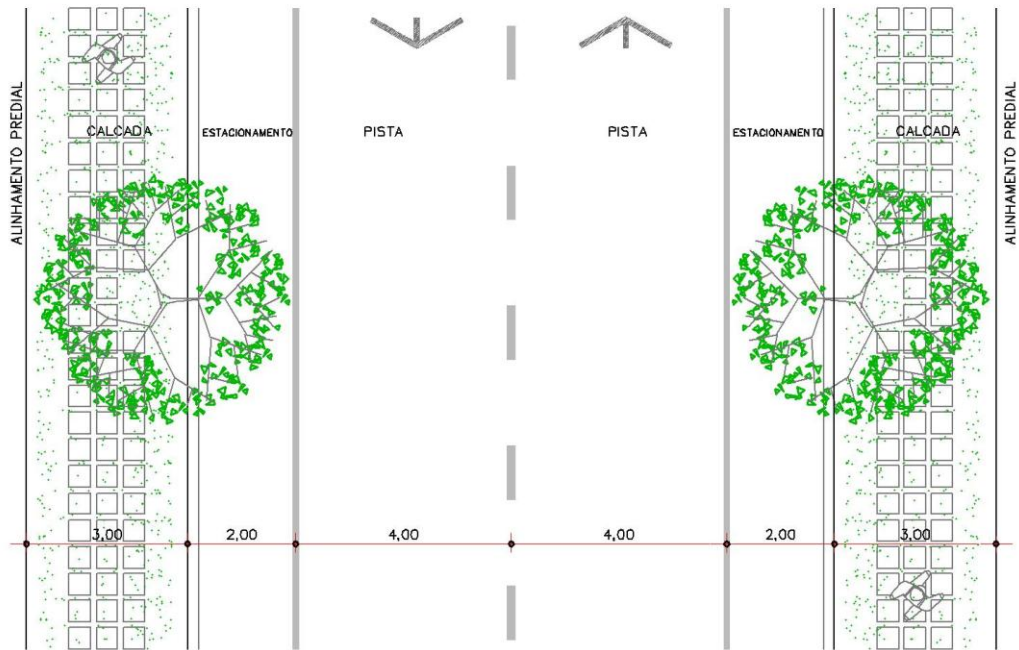 ALINHAMENTO PREDIAL
CALCADA
ESTACIONAMENTO
PISTA
PISTA
ESTACIONAMENTO
CALCADA
ALINHAMENTO PREDIAL
3,00
2,00
4,00
4,00
2,00
3,00